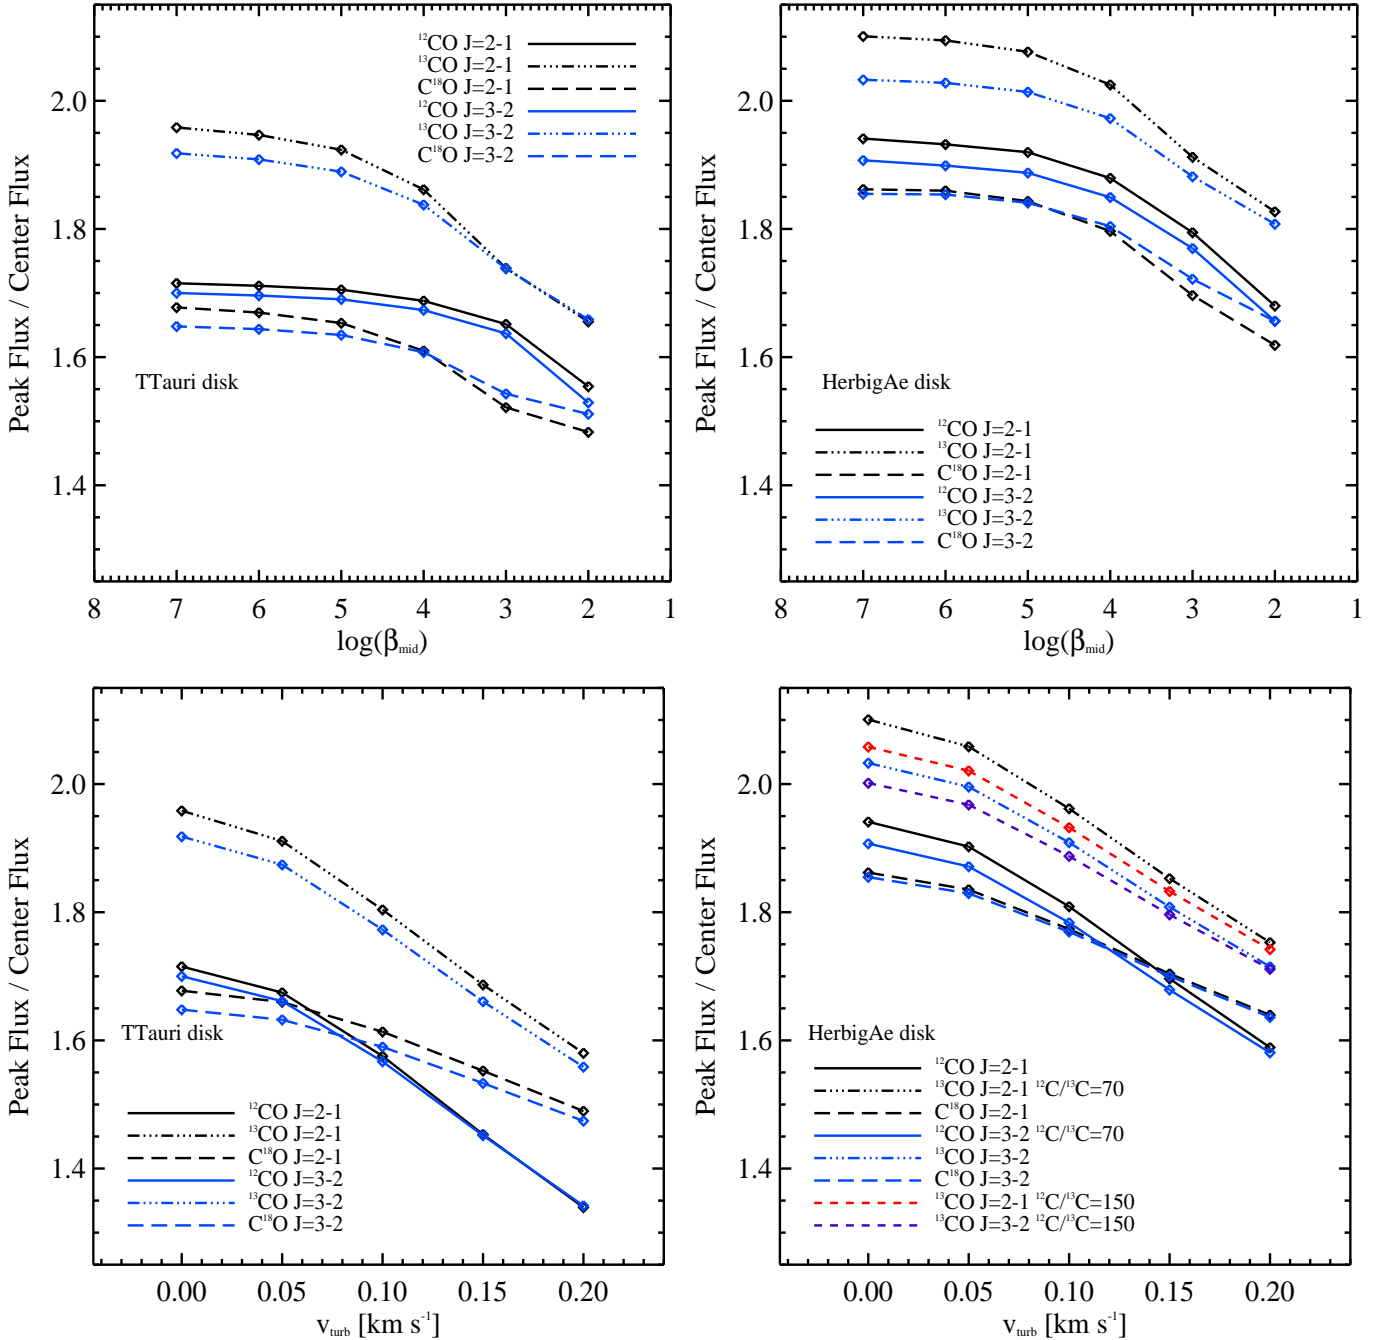 Peak Flux / Center Flux
2.0
1.8
1.6
1.4
¹²CO J=2-1
¹³CO J=2-1
C¹⁸O J=2-1
¹²CO J=3-2
¹³CO J=3-2
C¹⁸O J=3-2
TTauri disk
8 7 6 5 4 3 2 1
log(β_mid)
Peak Flux / Center Flux
2.0
1.8
1.6
1.4
HerbigAe disk
¹²CO J=2-1
¹³CO J=2-1
C¹⁸O J=2-1
¹²CO J=3-2
¹³CO J=3-2
C¹⁸O J=3-2
8 7 6 5 4 3 2 1
log(β_mid)
Peak Flux / Center Flux
2.0
1.8
1.6
1.4
TTauri disk
¹²CO J=2-1
¹³CO J=2-1
C¹⁸O J=2-1
¹²CO J=3-2
¹³CO J=3-2
C¹⁸O J=3-2
0.00 0.05 0.10 0.15 0.20
v_turb [km s⁻¹]
Peak Flux / Center Flux
2.0
1.8
1.6
1.4
HerbigAe disk
¹²CO J=2-1
¹³CO J=2-1 ¹²C/¹³C=70
C¹⁸O J=2-1
¹²CO J=3-2 ¹²C/¹³C=70
¹³CO J=3-2
C¹⁸O J=3-2
¹³CO J=2-1 ¹²C/¹³C=150
¹³CO J=3-2 ¹²C/¹³C=150
0.00 0.05 0.10 0.15 0.20
v_turb [km s⁻¹]